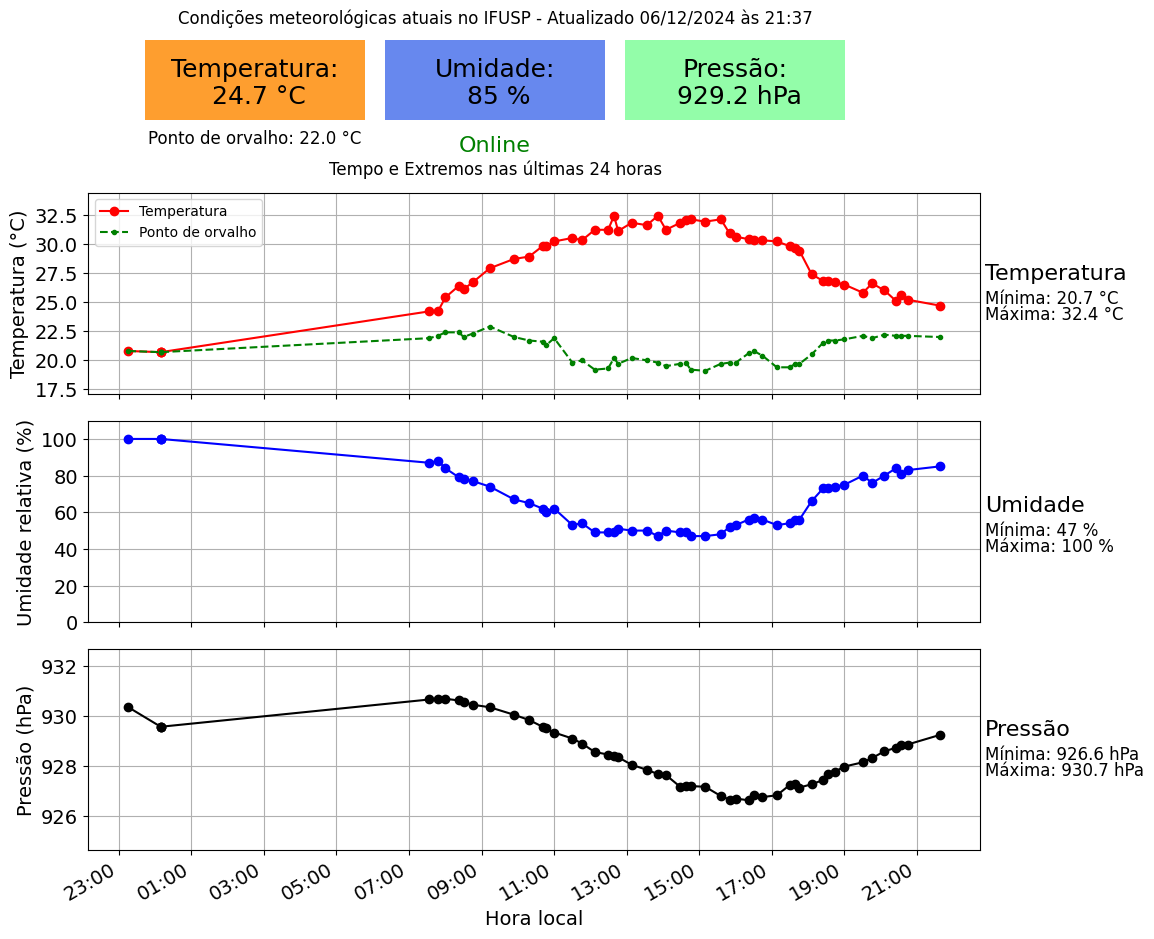 Condições meteorológicas atuais no IFUSP - Atualizado 06/12/2024 às 21:37
Temperatura:
24.7 °C
Umidade:
85 %
Pressão:
929.2 hPa
Ponto de orvalho: 22.0 °C
Online
Tempo e Extremos nas últimas 24 horas
Temperatura (°C)
32.5
30.0
27.5
25.0
22.5
20.0
17.5
Temperatura
Ponto de orvalho
Temperatura
Mínima: 20.7 °C
Máxima: 32.4 °C
Umidade relativa (%)
100
80
60
40
20
0
Umidade
Mínima: 47 %
Máxima: 100 %
Pressão (hPa)
932
930
928
926
Pressão
Mínima: 926.6 hPa
Máxima: 930.7 hPa
23:00 01:00 03:00 05:00 07:00 09:00 11:00 13:00 15:00 17:00 19:00 21:00
Hora local